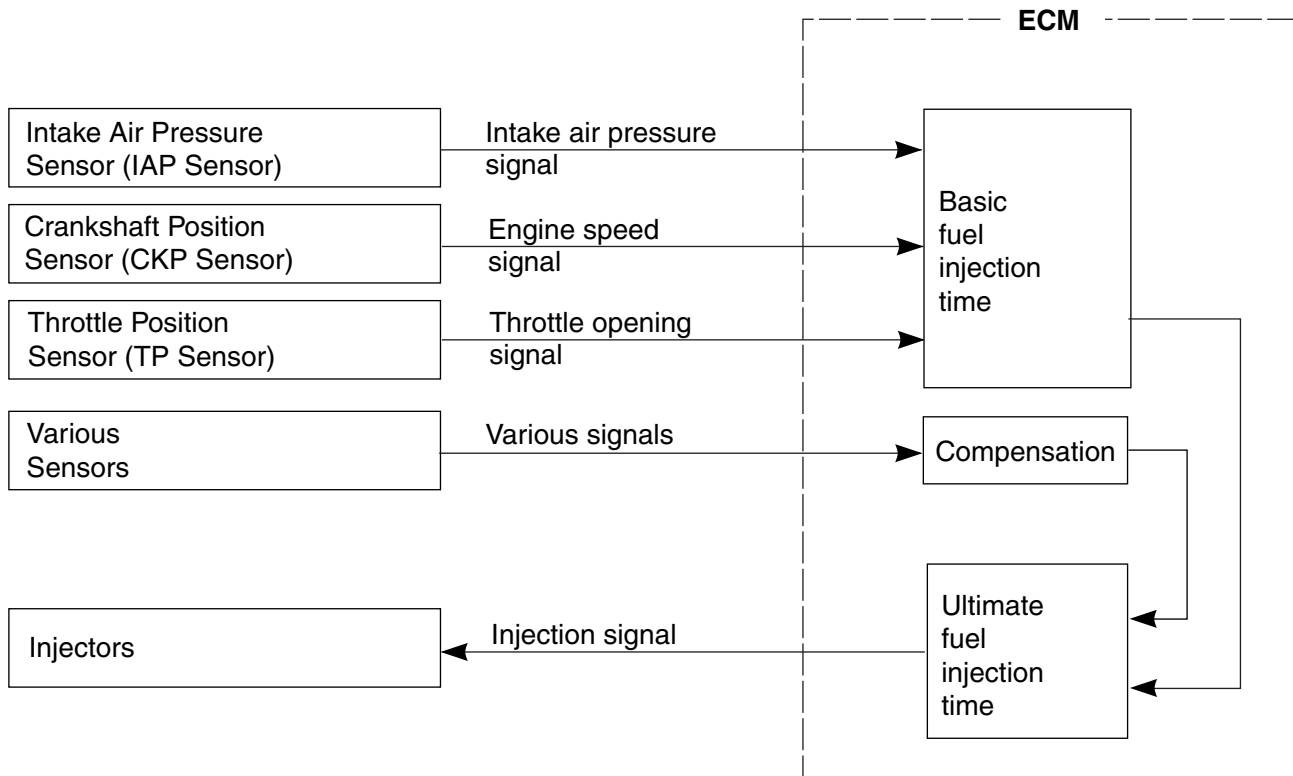 ECM
Intake Air Pressure
Sensor (IAP Sensor)
Intake air pressure
signal
Crankshaft Position
Sensor (CKP Sensor)
Engine speed
signal
Throttle Position
Sensor (TP Sensor)
Throttle opening
signal
Basic
fuel
injection
time
Various
Sensors
Various signals
Compensation
Injectors
Injection signal
Ultimate
fuel
injection
time